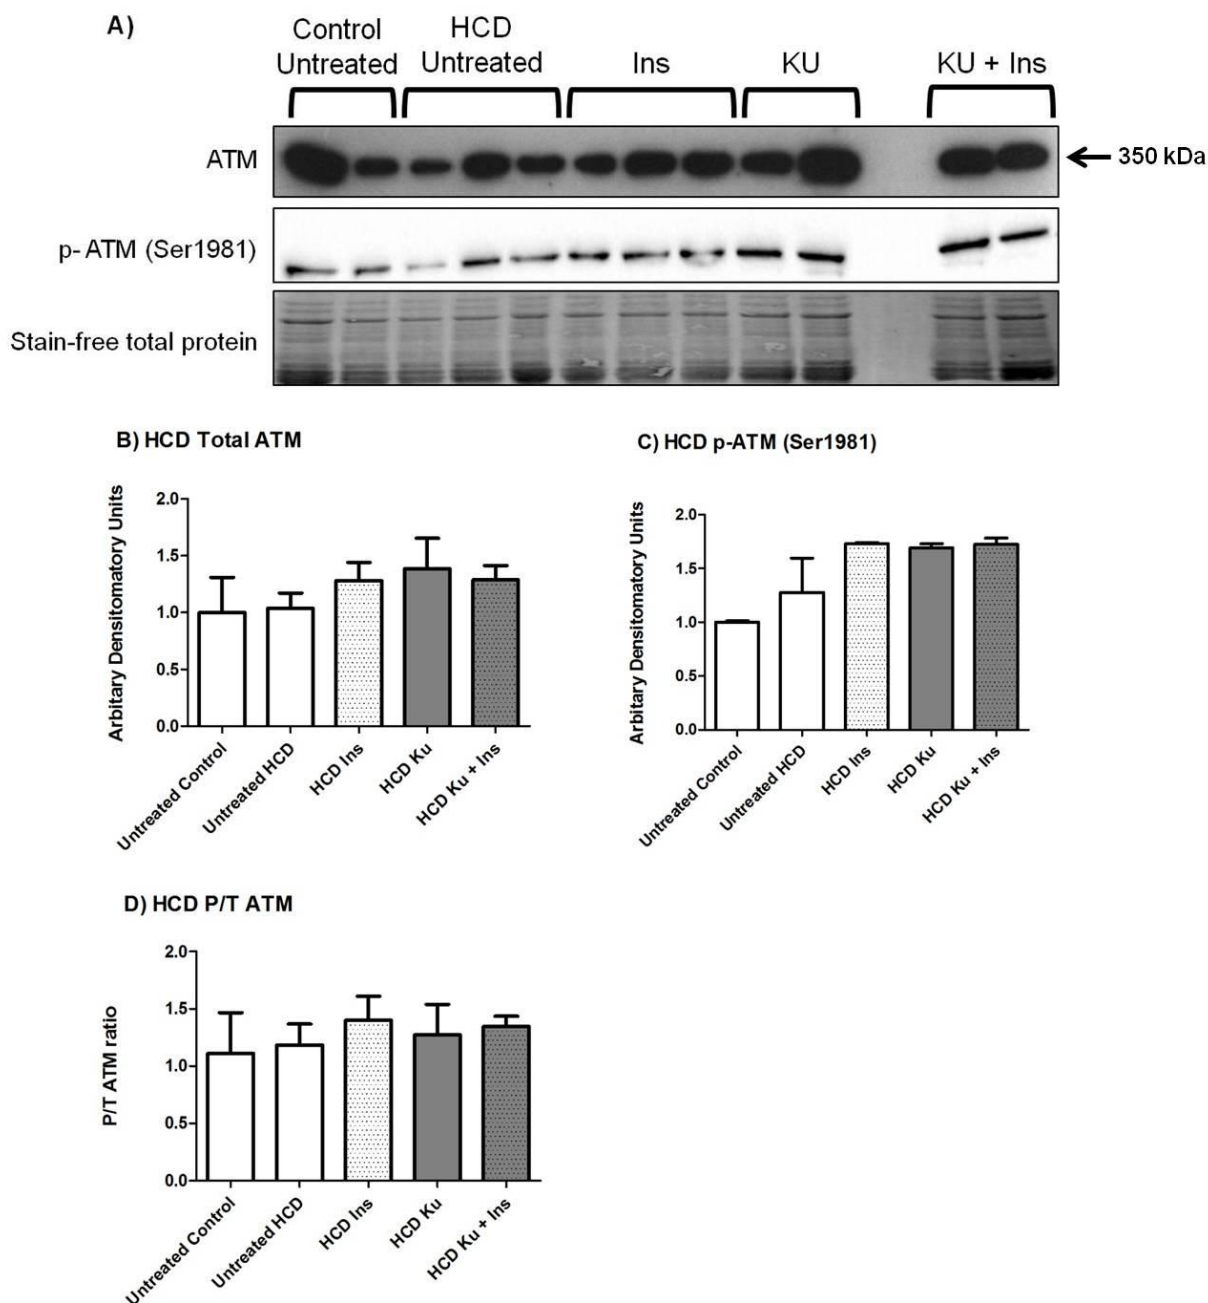 A)
Control
Untreated
HCD
Untreated
Ins
KU
KU + Ins
ATM
350 kDa
p- ATM (Ser1981)
Stain-free total protein
B) HCD Total ATM
Arbitary Densitomatory Units
2.0
1.5
1.0
0.5
0.0
Untreated Control
Untreated HCD
HCD Ins
HCD Ku
HCD Ku + Ins
C) HCD p-ATM (Ser1981)
Arbitary Densitomatory Units
2.0
1.5
1.0
0.5
0.0
Untreated Control
Untreated HCD
HCD Ins
HCD Ku
HCD Ku + Ins
D) HCD P/T ATM
P/T ATM ratio
2.0
1.5
1.0
0.5
0.0
Untreated Control
Untreated HCD
HCD Ins
HCD Ku
HCD Ku + Ins